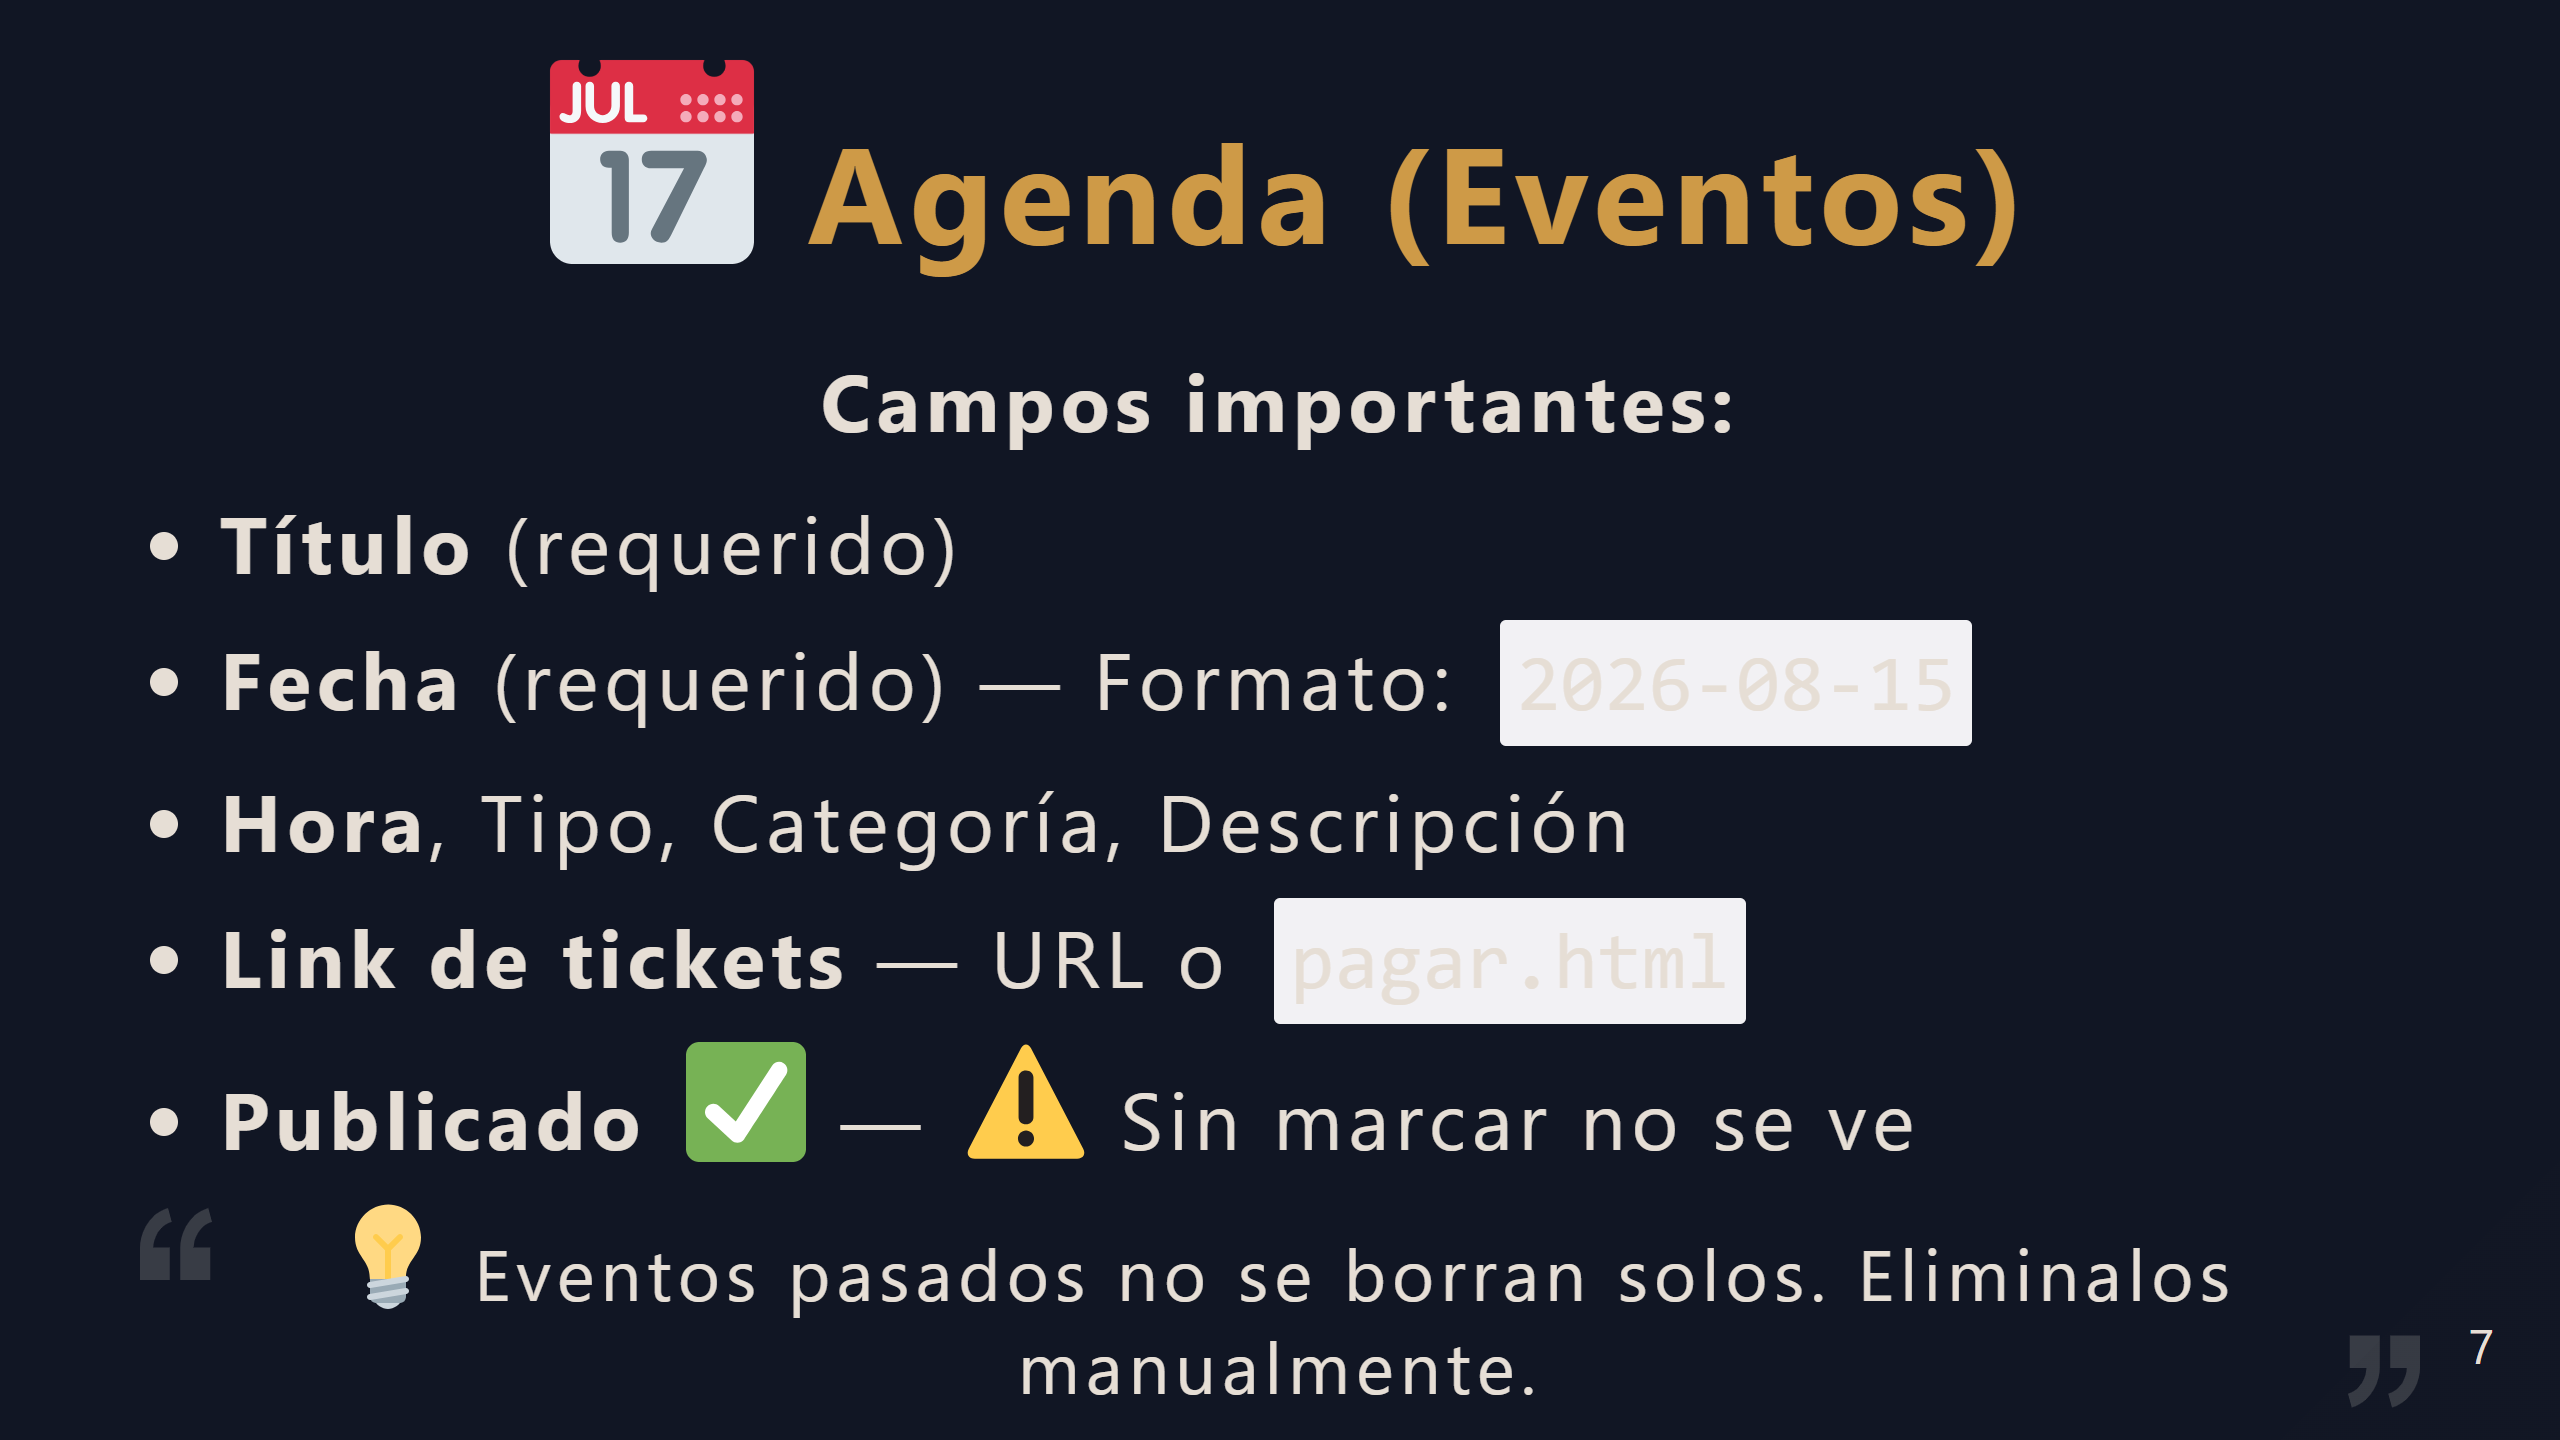 JUL
17
Agenda (Eventos)
Campos importantes:
• Título (requerido)
• Fecha (requerido) — Formato: 2026-08-15
• Hora, Tipo, Categoría, Descripción
• Link de tickets — URL o pagar.html
• Publicado ✅ — ⚠️ Sin marcar no se ve
“ 💡 Eventos pasados no se borran solos. Eliminalos
manualmente. ”
7